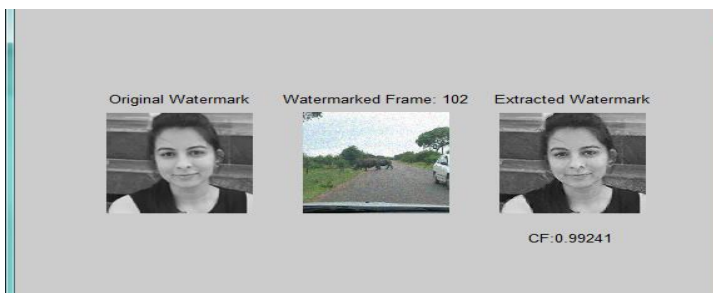 Original Watermark
Watermarked Frame: 102
Extracted Watermark
CF:0.99241